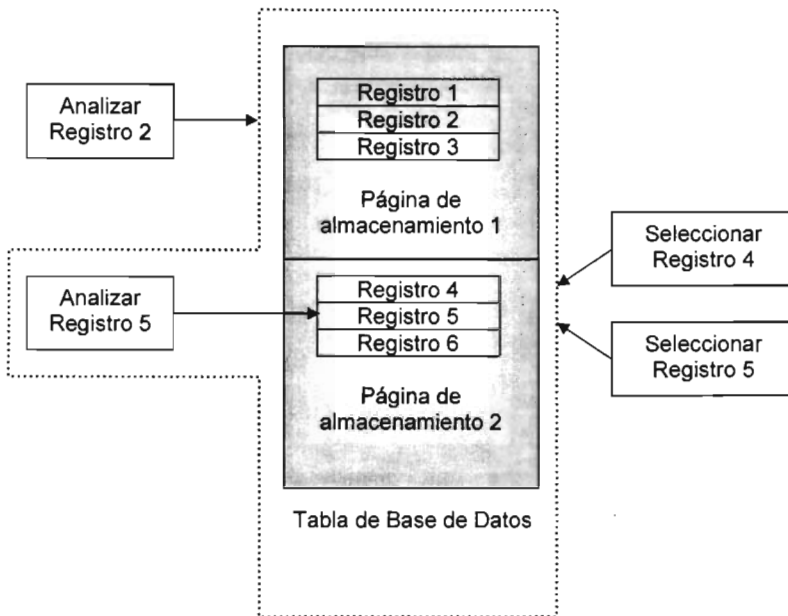 Analizar
Registro 2
Registro 1
Registro 2
Registro 3
Página de
almacenamiento 1
Seleccionar
Registro 4
Analizar
Registro 5
Registro 4
Registro 5
Registro 6
Seleccionar
Registro 5
Página de
almacenamiento 2
Tabla de Base de Datos